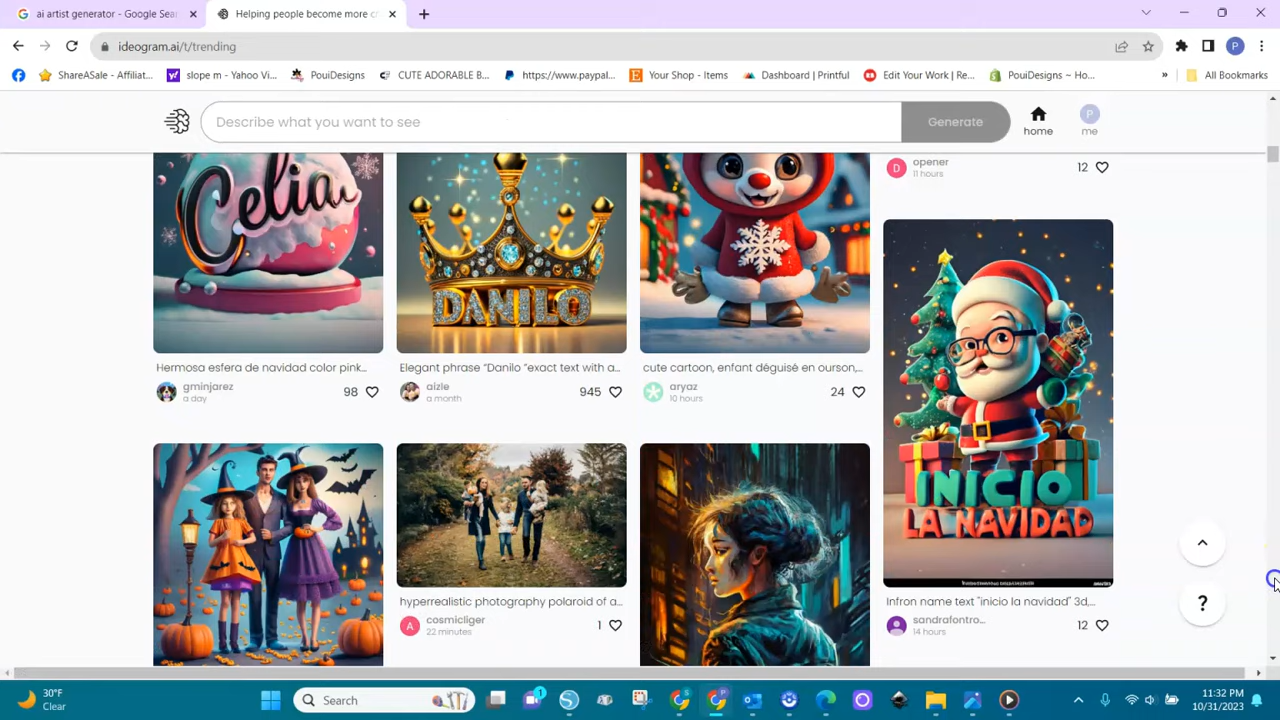 ai artist generator - Google Sea
Helping people become more cr
ideogram.ai/t/trending
ShareASale - Affiliat...
slope m - Yahoo Vi...
PouiDesigns
CUTE ADORABLE B...
https://www.paypal...
Your Shop - Items
Dashboard | Printful
Edit Your Work | Re...
PouiDesigns ~ Ho...
»
All Bookmarks
Describe what you want to see
Generate
home
P
me
Celia
DANILO
opener
11 hours
12
INICIO
LA NAVIDAD
Hermosa esfera de navidad color pink...
gminjarez
a day
98
Elegant phrase "Danilo "exact text with a...
aizle
a month
945
cute cartoon, enfant déguisé en ourson,...
aryaz
10 hours
24
hyperrealistic photography polaroid of a...
cosmicliger
22 minutes
1
Infron name text "inicio la navidad" 3d,...
sandrafontro...
14 hours
12
?
30°F
Clear
Search
11:32 PM
10/31/2023